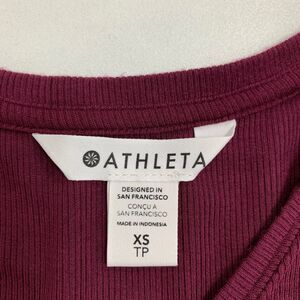 ATHLETA
DESIGNED IN
SAN FRANCISCO
CONÇU A
SAN FRANCISCO
MADE IN INDONESIA
XS
TP